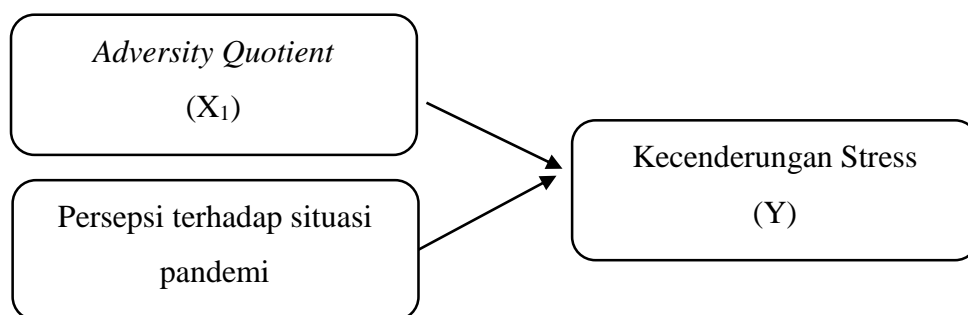 Adversity Quotient
(X₁)
Persepsi terhadap situasi
pandemi
Kecenderungan Stress
(Y)